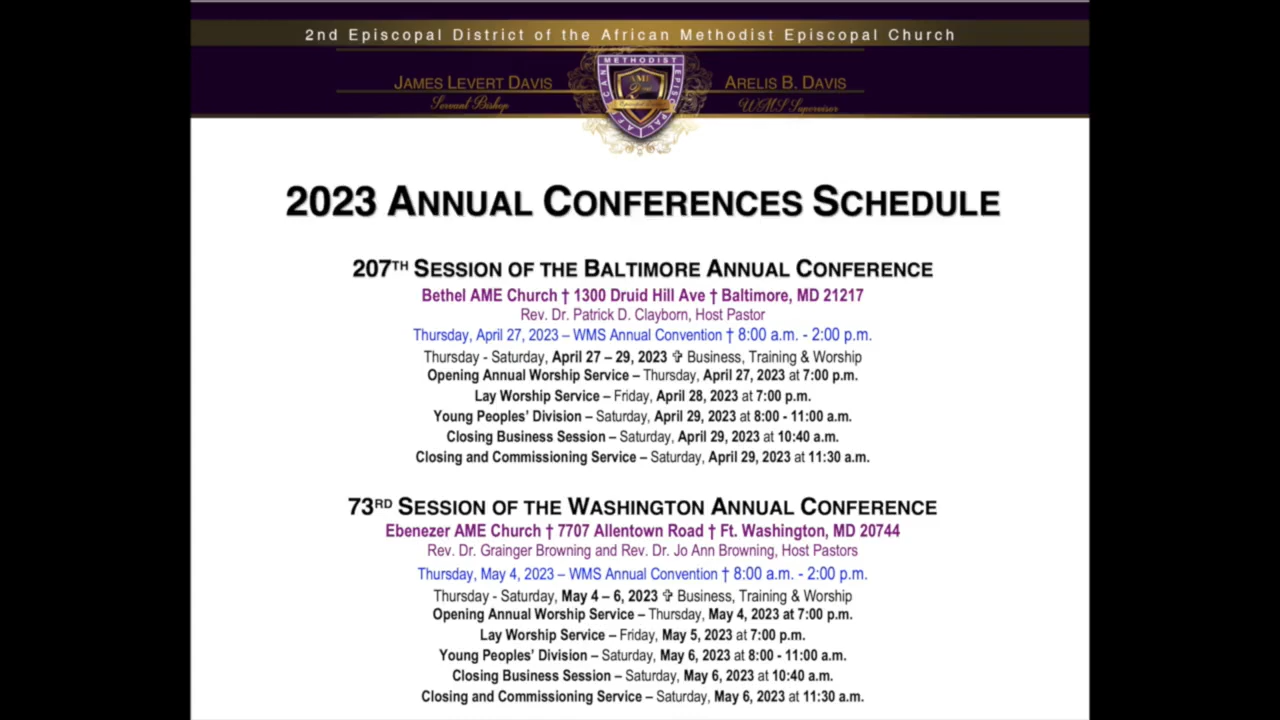 2nd Episcopal District of the African Methodist Episcopal Church
METHODIST
AFRICAN
EPISCOPAL
AME
JAMES LEVERT DAVIS
Servant Bishop
ARELIS B. DAVIS
WMS Supervisor
2023 ANNUAL CONFERENCES SCHEDULE
207TH SESSION OF THE BALTIMORE ANNUAL CONFERENCE
Bethel AME Church † 1300 Druid Hill Ave † Baltimore, MD 21217
Rev. Dr. Patrick D. Clayborn, Host Pastor
Thursday, April 27, 2023 – WMS Annual Convention † 8:00 a.m. - 2:00 p.m.
Thursday - Saturday, April 27 – 29, 2023 ✞ Business, Training & Worship
Opening Annual Worship Service – Thursday, April 27, 2023 at 7:00 p.m.
Lay Worship Service – Friday, April 28, 2023 at 7:00 p.m.
Young Peoples’ Division – Saturday, April 29, 2023 at 8:00 - 11:00 a.m.
Closing Business Session – Saturday, April 29, 2023 at 10:40 a.m.
Closing and Commissioning Service – Saturday, April 29, 2023 at 11:30 a.m.
73RD SESSION OF THE WASHINGTON ANNUAL CONFERENCE
Ebenezer AME Church † 7707 Allentown Road † Ft. Washington, MD 20744
Rev. Dr. Grainger Browning and Rev. Dr. Jo Ann Browning, Host Pastors
Thursday, May 4, 2023 – WMS Annual Convention † 8:00 a.m. - 2:00 p.m.
Thursday - Saturday, May 4 – 6, 2023 ✞ Business, Training & Worship
Opening Annual Worship Service – Thursday, May 4, 2023 at 7:00 p.m.
Lay Worship Service – Friday, May 5, 2023 at 7:00 p.m.
Young Peoples’ Division – Saturday, May 6, 2023 at 8:00 - 11:00 a.m.
Closing Business Session – Saturday, May 6, 2023 at 10:40 a.m.
Closing and Commissioning Service – Saturday, May 6, 2023 at 11:30 a.m.